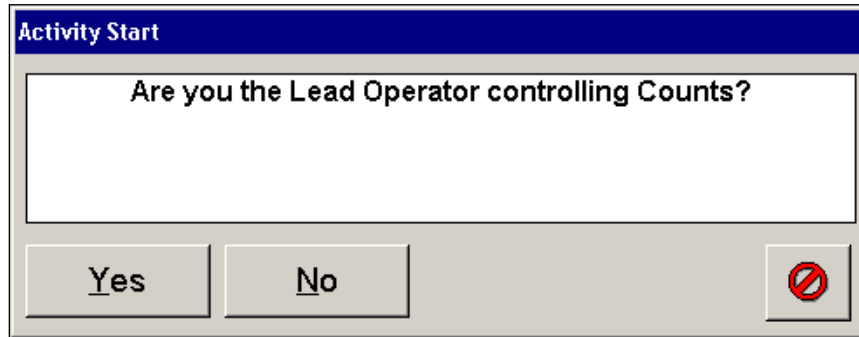 Activity Start
Are you the Lead Operator controlling Counts?
Yes
No